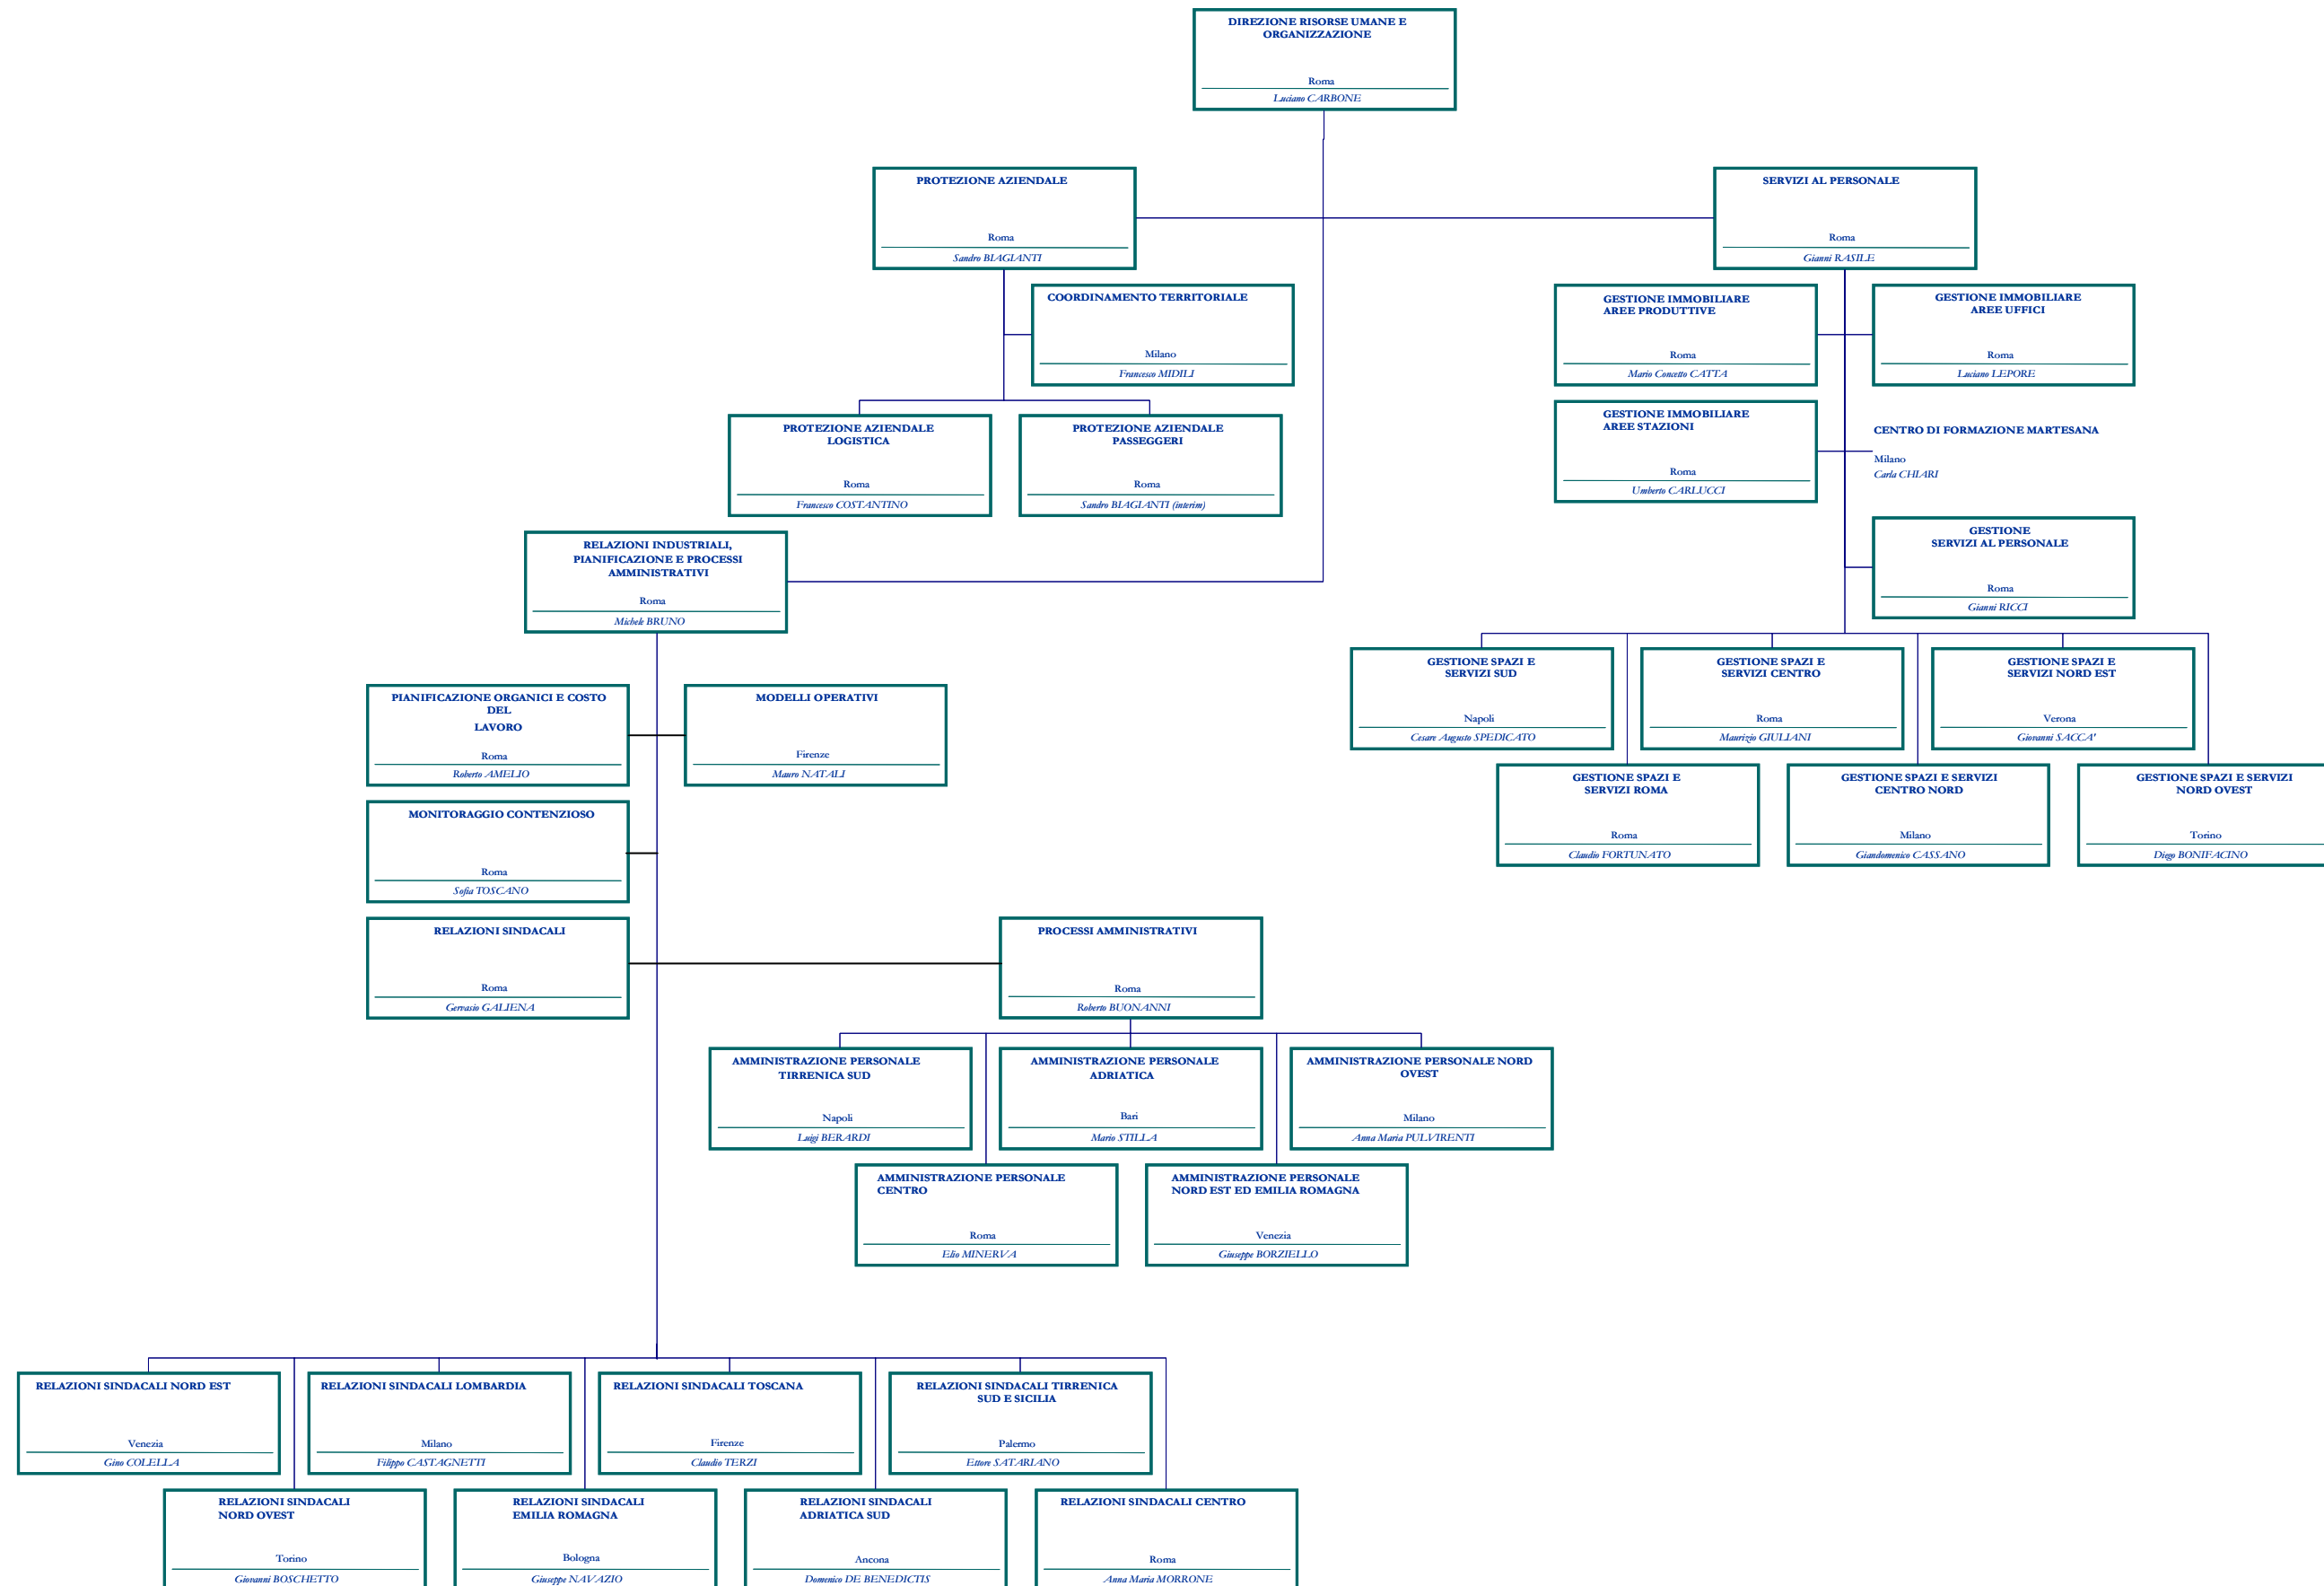 DIREZIONE RISORSE UMANE E
ORGANIZZAZIONE
Roma
Luciano CARBONE
PROTEZIONE AZIENDALE
Roma
Sandro BIAGIANTI
SERVIZI AL PERSONALE
Roma
Gianni RASILE
COORDINAMENTO TERRITORIALE
Milano
Francesco MIDILI
GESTIONE IMMOBILIARE
AREE PRODUTTIVE
Roma
Mario Concetto CATTA
GESTIONE IMMOBILIARE
AREE UFFICI
Roma
Luciano LEPORE
PROTEZIONE AZIENDALE
LOGISTICA
Roma
Francesco COSTANTINO
PROTEZIONE AZIENDALE
PASSEGGERI
Roma
Sandro BIAGIANTI (interim)
GESTIONE IMMOBILIARE
AREE STAZIONI
Roma
Umberto CARLUCCI
CENTRO DI FORMAZIONE MARTESANA
Milano
Carla CHIARI
RELAZIONI INDUSTRIALI,
PIANIFICAZIONE E PROCESSI
AMMINISTRATIVI
Roma
Michele BRUNO
GESTIONE
SERVIZI AL PERSONALE
Roma
Gianni RICCI
GESTIONE SPAZI E
SERVIZI SUD
Napoli
Cesare Augusto SPEDICATO
GESTIONE SPAZI E
SERVIZI CENTRO
Roma
Maurizio GIULIANI
GESTIONE SPAZI E
SERVIZI NORD EST
Verona
Giovanni SACCA'
PIANIFICAZIONE ORGANICI E COSTO
DEL
LAVORO
Roma
Roberto AMELIO
MODELLI OPERATIVI
Firenze
Mauro NATALI
GESTIONE SPAZI E
SERVIZI ROMA
Roma
Claudio FORTUNATO
GESTIONE SPAZI E SERVIZI
CENTRO NORD
Milano
Giandomenico CASSANO
GESTIONE SPAZI E SERVIZI
NORD OVEST
Torino
Diego BONIFACINO
MONITORAGGIO CONTENZIOSO
Roma
Sofia TOSCANO
RELAZIONI SINDACALI
Roma
Gervasio GALIENA
PROCESSI AMMINISTRATIVI
Roma
Roberto BUONANNI
AMMINISTRAZIONE PERSONALE
TIRRENICA SUD
Napoli
Luigi BERARDI
AMMINISTRAZIONE PERSONALE
ADRIATICA
Bari
Mario STILLA
AMMINISTRAZIONE PERSONALE NORD
OVEST
Milano
Anna Maria PULVIRENTI
AMMINISTRAZIONE PERSONALE
CENTRO
Roma
Elio MINERVA
AMMINISTRAZIONE PERSONALE
NORD EST ED EMILIA ROMAGNA
Venezia
Giuseppe BORZIELLO
RELAZIONI SINDACALI NORD EST
Venezia
Gino COLELLA
RELAZIONI SINDACALI LOMBARDIA
Milano
Filippo CASTAGNETTI
RELAZIONI SINDACALI TOSCANA
Firenze
Claudio TERZI
RELAZIONI SINDACALI TIRRENICA
SUD E SICILIA
Palermo
Ettore SATARIANO
RELAZIONI SINDACALI
NORD OVEST
Torino
Giovanni BOSCHETTO
RELAZIONI SINDACALI
EMILIA ROMAGNA
Bologna
Giuseppe NAVAZIO
RELAZIONI SINDACALI
ADRIATICA SUD
Ancona
Domenico DE BENEDICTIS
RELAZIONI SINDACALI CENTRO
Roma
Anna Maria MORRONE